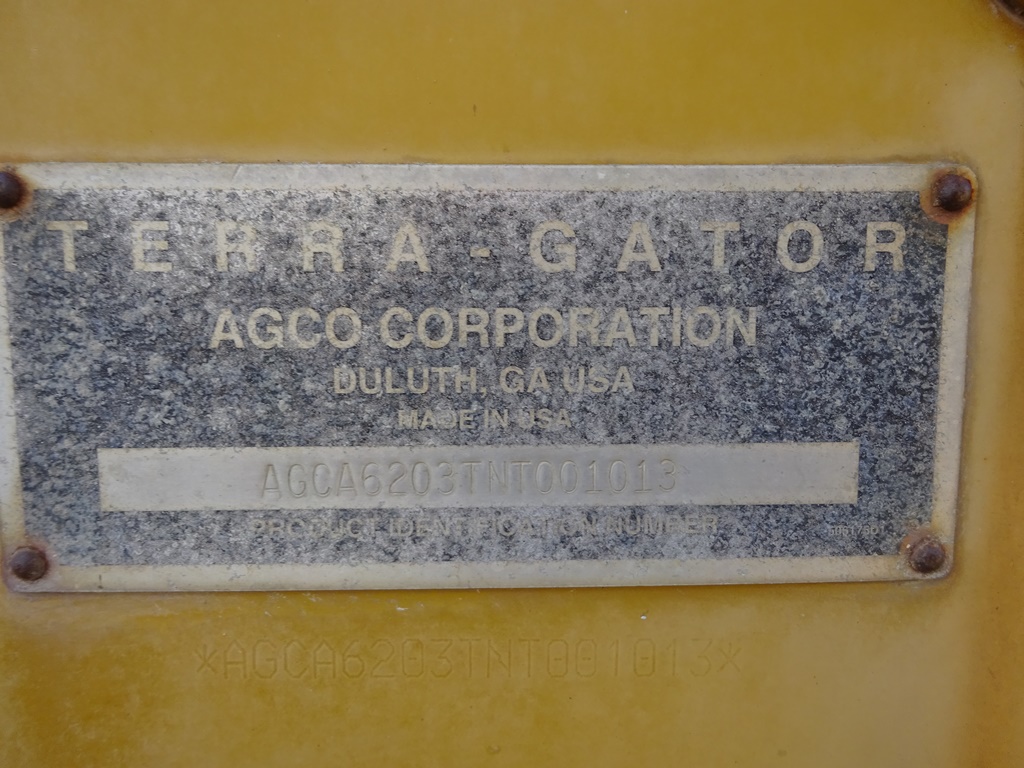 TERRA-GATOR
AGCO CORPORATION
DULUTH, GA USA
MADE IN USA
AGCA6203TNT001013
PRODUCT IDENTIFICATION NUMBER
*AGCA6203TNT001013*